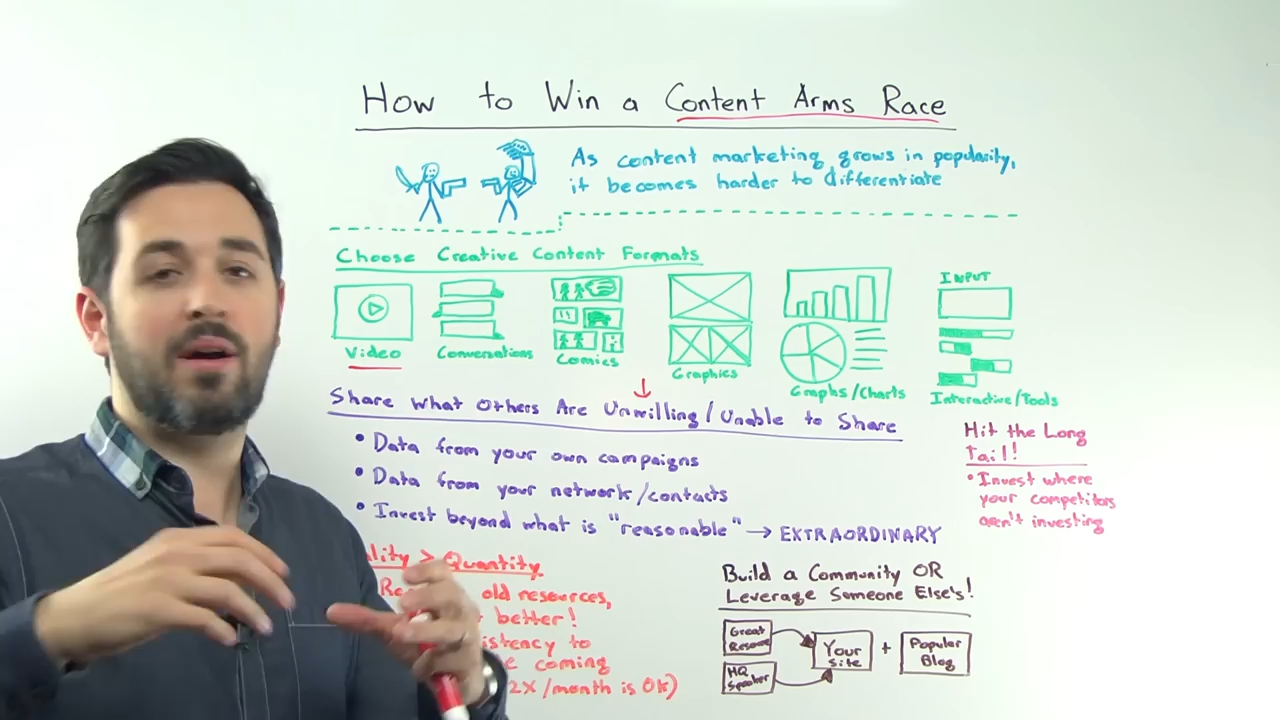 How to Win a Content Arms Race
As content marketing grows in popularity,
it becomes harder to differentiate
Choose Creative Content Formats
Video
Conversations
Comics
Graphics
Graphs/Charts
INPUT
Interactive/Tools
Share What Others Are Unwilling/Unable to Share
• Data from your own campaigns
• Data from your network/contacts
• Invest beyond what is "reasonable" → EXTRAORDINARY
Hit the Long
Tail!
• Invest where
your competitors
aren't investing
> Quantity
old resources,
better!
to
coming
2X/month is Ok)
Build a Community OR
Leverage Someone Else's!
Great
HQ
Speaker
Your
Site
+
Popular
Blog